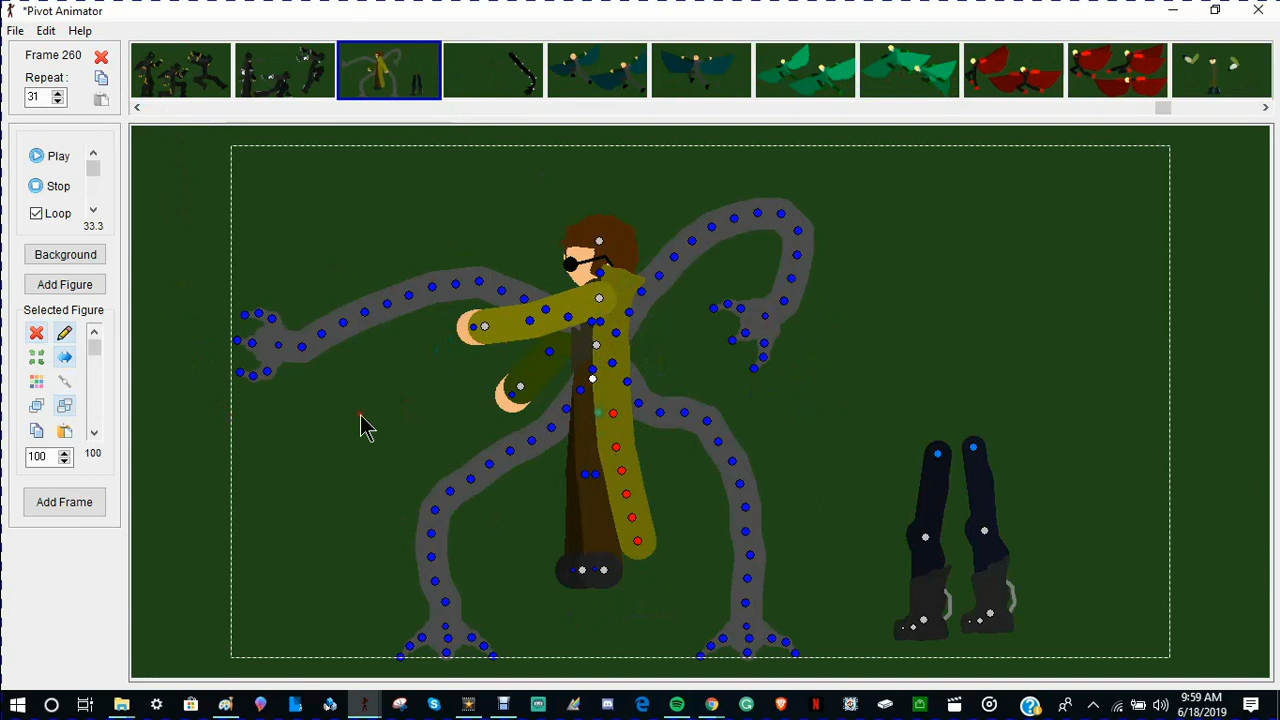 *Pivot Animator
File Edit Help
Frame 260
Repeat:
31
Play
Stop
Loop
33.3
Background
Add Figure
Selected Figure
100 100
Add Frame
9:59 AM
6/18/2019